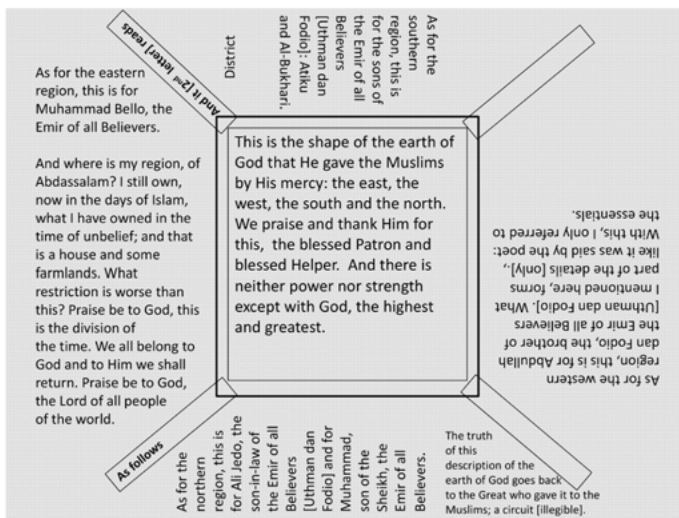 And it [2nd letter] reads
District
As for the
southern
region, this is
for the sons of
the Emir of all
Believers
[Uthman dan
Fodio]: Atiku
and Al-Bukhari.
As for the eastern
region, this is for
Muhammad Bello, the
Emir of all Believers.
And where is my region, of
Abdassalam? I still own,
now in the days of Islam,
what I have owned in the
time of unbelief; and that
is a house and some
farmlands. What
restriction is worse than
this? Praise be to God, this
is the division of
the time. We all belong to
God and to Him we shall
return. Praise be to God,
the Lord of all people
of the world.
This is the shape of the earth of
God that He gave the Muslims
by His mercy: the east, the
west, the south and the north.
We praise and thank Him for
this, the blessed Patron and
blessed Helper. And there is
neither power nor strength
except with God, the highest
and greatest.
As for the western
region, this is for Abdullah
dan Fodio, the brother of
the Emir of all Believers
[Uthman dan Fodio]. What
I mentioned here, forms
part of the details [only].,
like it was said by the poet:
With this, I only referred to
the essentials.
As follows
As for the
northern
region, this is
for Ali Jedo, the
son-in-law of
the Emir of all
Believers
[Uthman dan
Fodio] and for
Muhammad,
son of the
Sheikh, the
Emir of all
Believers.
The truth
of this
description of the
earth of God goes back
to the Great who gave it to the
Muslims; a circuit [illegible].